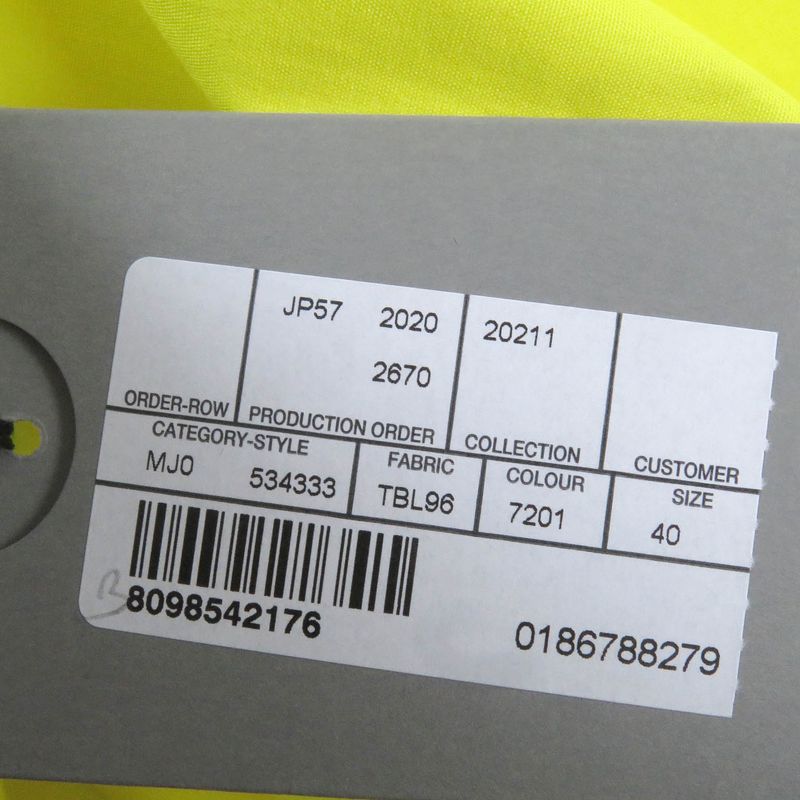 JP57 2020
2670
20211
ORDER-ROW
PRODUCTION ORDER
COLLECTION
CUSTOMER
CATEGORY-STYLE
MJ0 534333
FABRIC
TBL96
COLOUR
7201
SIZE
40
8098542176
0186788279